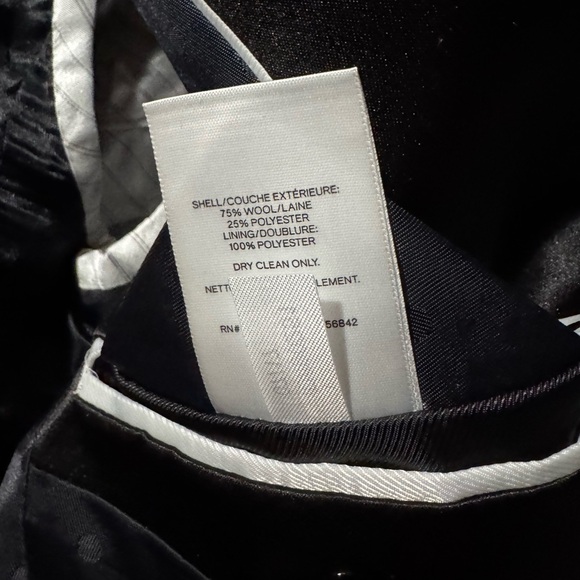 SHELL/COUCHE EXTÉRIEURE:
75% WOOL/LAINE
25% POLYESTER
LINING/DOUBLURE:
100% POLYESTER
DRY CLEAN ONLY.
RN#
56842